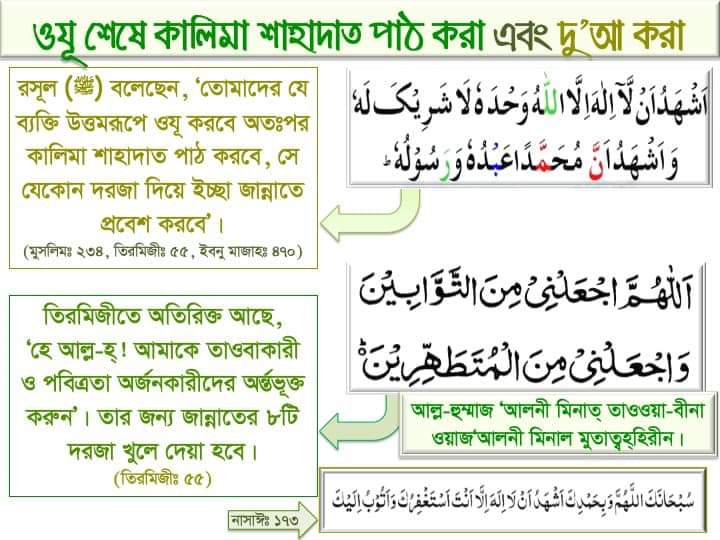 ওযূ শেষে কালিমা শাহাদাত পাঠ করা এবং দু’আ করা
রসূল (ﷺ) বলেছেন, ‘তোমাদের যে
ব্যক্তি উত্তমরূপে ওযূ করবে অতঃপর
কালিমা শাহাদাত পাঠ করবে, সে
যেকোন দরজা দিয়ে ইচ্ছা জান্নাতে
প্রবেশ করবে’।
(মুসলিমঃ ২৩৪, তিরমিজীঃ ৫৫, ইবনু মাজাহঃ ৪৭০)
اَشْهَدُ اَنْ لَّآ اِلٰهَ اِلَّا اللّٰهُ وَحْدَهٗ لَا شَرِيْكَ لَهٗ
وَ اَشْهَدُ اَنَّ مُحَمَّدًا عَبْدُهٗ وَ رَسُوْلُهٗ ؕ
তিরমিজীতে অতিরিক্ত আছে,
‘হে আল্ল-হ্! আমাকে তাওবাকারী
ও পবিত্রতা অর্জনকারীদের অর্ন্তভূক্ত
করুন’। তার জন্য জান্নাতের ৮টি
দরজা খুলে দেয়া হবে।
(তিরমিজীঃ ৫৫)
اَللّٰهُمَّ اجْعَلْنِىْ مِنَ التَّوَّابِيْنَ
وَاجْعَلْنِىْ مِنَ الْمُتَطَهِّرِيْنَ ؕ
আল্ল-হুম্মাজ ‘আলনী মিনাত্ তাওওয়া-বীনা
ওয়াজ‘আলনী মিনাল মুতাত্বহ্হিরীন।
নাসাঈঃ ১৭৩
سُبْحَانَكَ اللّٰهُمَّ وَبِحَمْدِكَ اَشْهَدُ اَنْ لَا اِلٰهَ اِلَّا اَنْتَ اَسْتَغْفِرُكَ وَاَتُوْبُ اِلَيْكَ